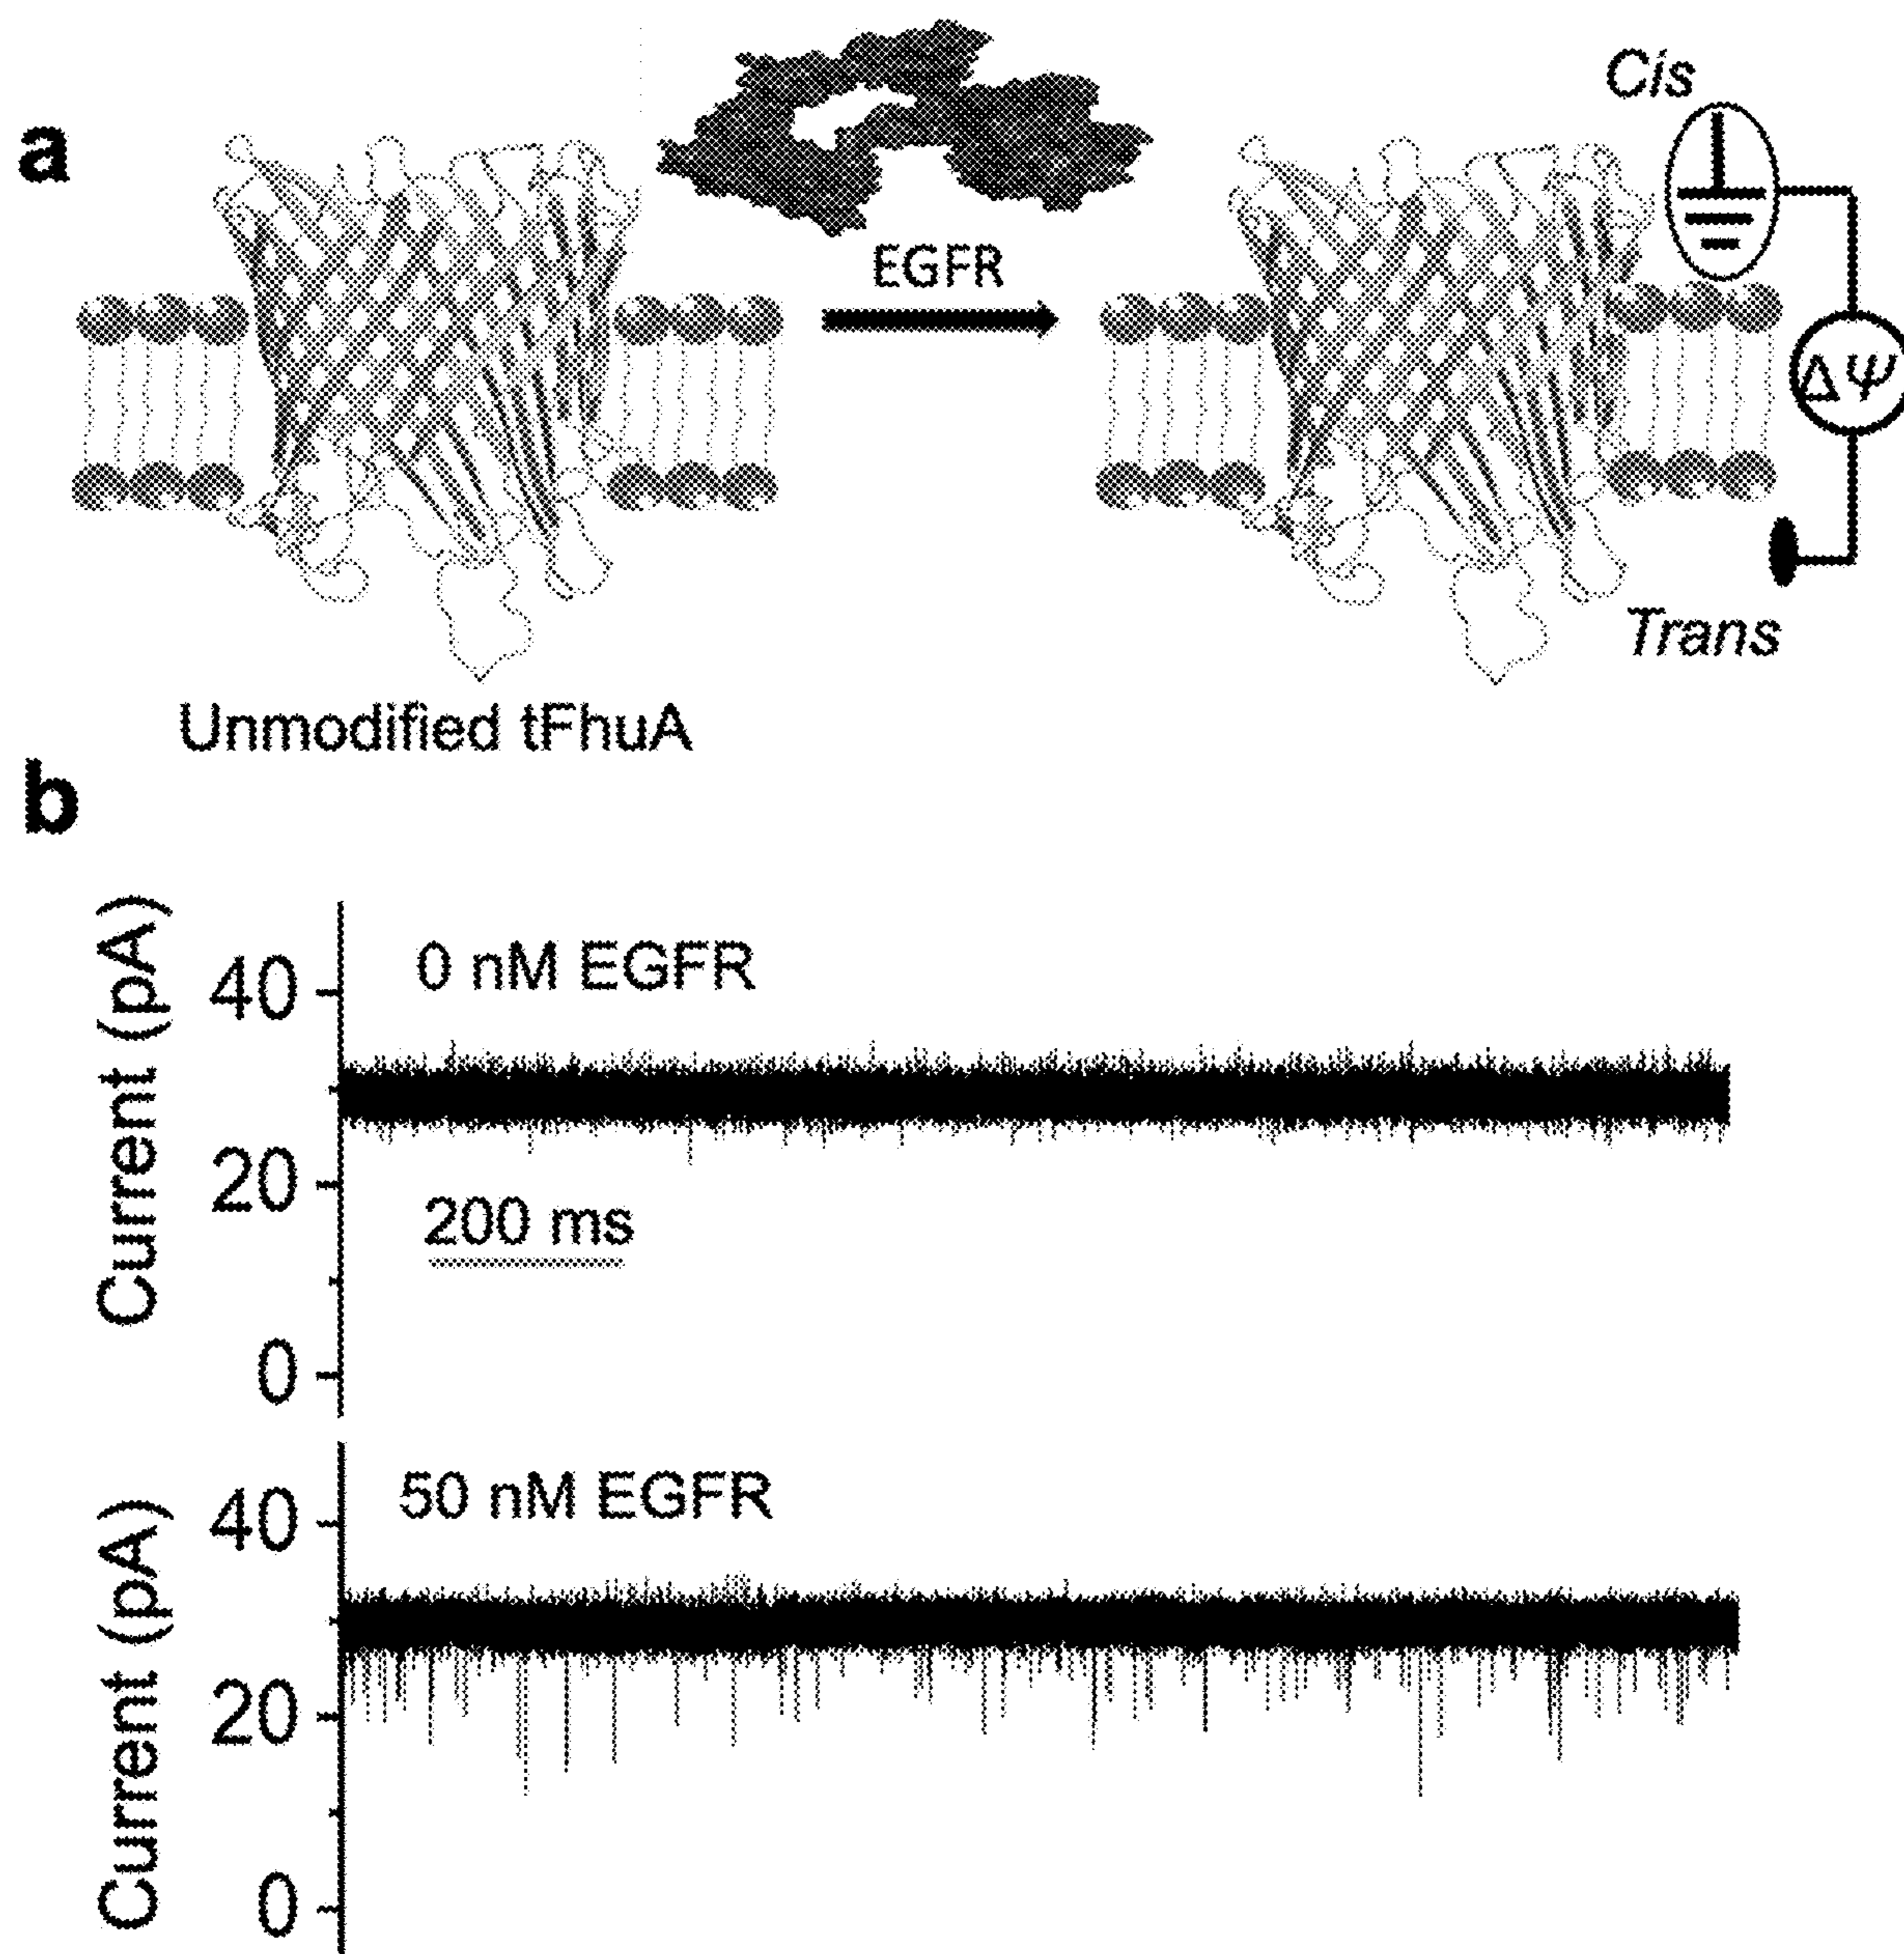 a
Cis
EGFR
ΔΨ
Trans
Unmodified tFhuA
b
Current (pA)
40
20
0
0 nM EGFR
200 ms
Current (pA)
40
20
0
50 nM EGFR